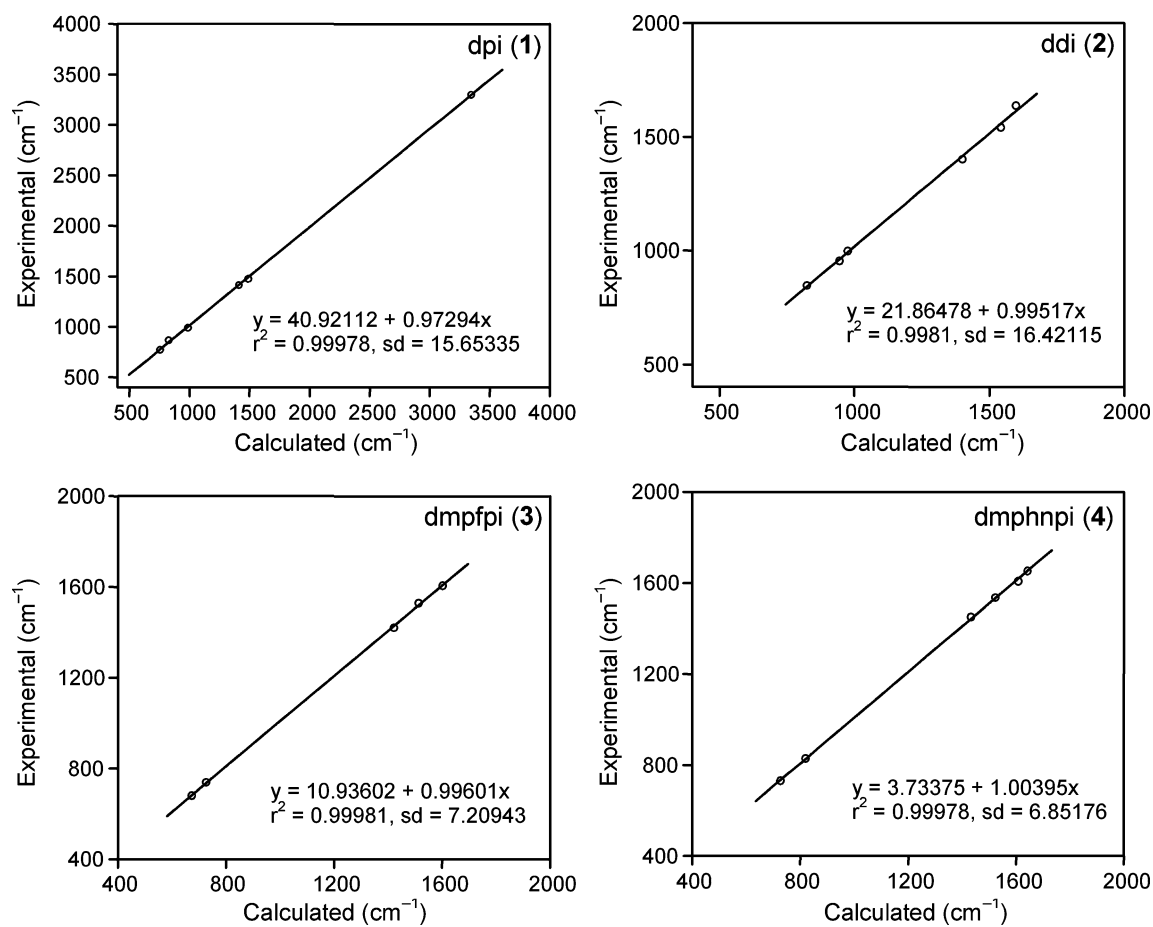 4000
3500
3000
2500
2000
1500
1000
500
Experimental (cm⁻¹)
dpi (1)
y = 40.92112 + 0.97294x
r² = 0.99978, sd = 15.65335
500 1000 1500 2000 2500 3000 3500 4000
Calculated (cm⁻¹)
2000
1500
1000
500
Experimental (cm⁻¹)
ddi (2)
y = 21.86478 + 0.99517x
r² = 0.9981, sd = 16.42115
500 1000 1500 2000
Calculated (cm⁻¹)
2000
1600
1200
800
400
Experimental (cm⁻¹)
dmpfpi (3)
y = 10.93602 + 0.99601x
r² = 0.99981, sd = 7.20943
400 800 1200 1600 2000
Calculated (cm⁻¹)
2000
1600
1200
800
400
Experimental (cm⁻¹)
dmphnpi (4)
y = 3.73375 + 1.00395x
r² = 0.99978, sd = 6.85176
400 800 1200 1600 2000
Calculated (cm⁻¹)